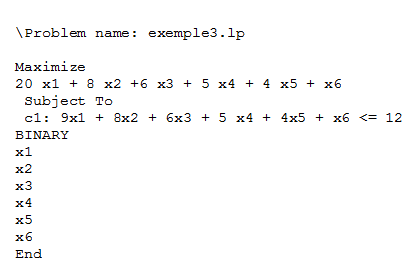 \Problem name: exemple3.lp
Maximize
20 x1 + 8 x2 +6 x3 + 5 x4 + 4 x5 + x6
Subject To
c1: 9x1 + 8x2 + 6x3 + 5 x4 + 4x5 + x6 <= 12
BINARY
x1
x2
x3
x4
x5
x6
End